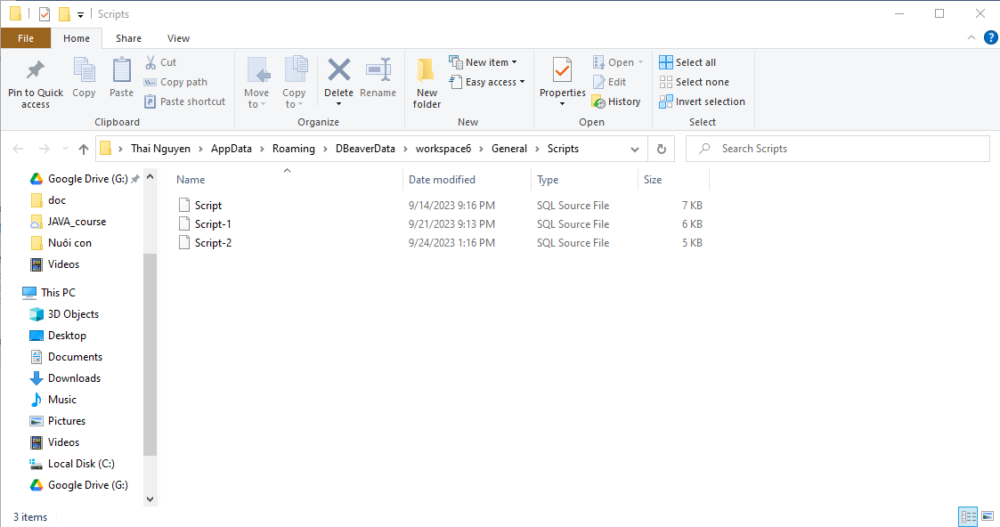 Scripts
File Home Share View
Pin to Quick access
Copy
Paste
Cut
Copy path
Paste shortcut
Clipboard
Move to
Copy to
Delete
Rename
Organize
New folder
New item
Easy access
New
Properties
Open
Edit
History
Open
Select all
Select none
Invert selection
Select
Thai Nguyen > AppData > Roaming > DBeaverData > workspace6 > General > Scripts
Search Scripts
Google Drive (G:)
doc
JAVA_course
Nuôi con
Videos
This PC
3D Objects
Desktop
Documents
Downloads
Music
Pictures
Videos
Local Disk (C:)
Google Drive (G:)
Name Date modified Type Size
Script 9/14/2023 9:16 PM SQL Source File 7 KB
Script-1 9/21/2023 9:13 PM SQL Source File 6 KB
Script-2 9/24/2023 1:16 PM SQL Source File 5 KB
3 items